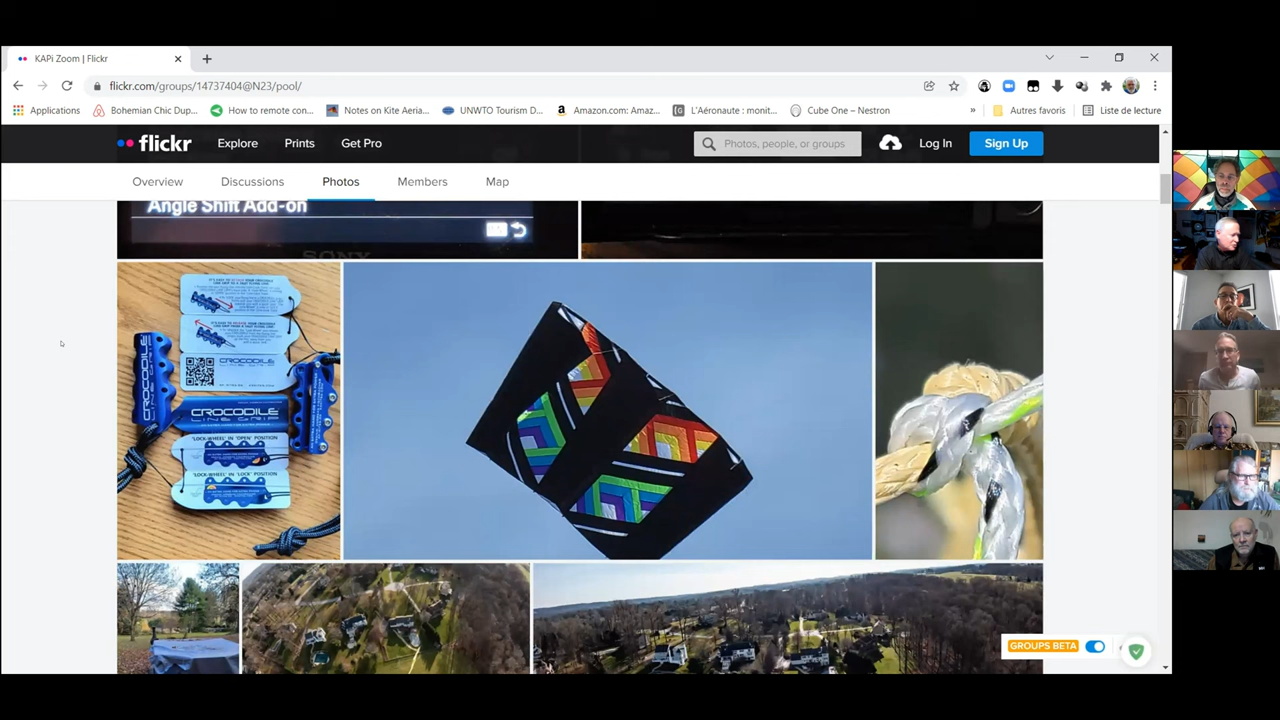 KAPi Zoom | Flickr
flickr.com/groups/14737404@N23/pool/
Applications
Bohemian Chic Dup...
How to remote con...
Notes on Kite Aeria...
UNWTO Tourism D...
Amazon.com: Amaz...
L'Aéronaute : monit...
Cube One – Nestron
»
Autres favoris
Liste de lecture
flickr
Explore
Prints
Get Pro
Photos, people, or groups
Log In
Sign Up
Overview
Discussions
Photos
Members
Map
Angle Shift Add-on
SONY
CROCODILE
CROCODILE
LINE GRIP
"LOCK-WHEEL IN 'OPEN' POSITION
"LOCK-WHEEL IN 'LOCK' POSITION
GROUPS BETA